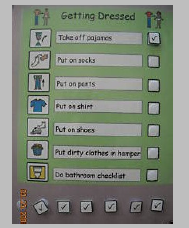 Getting Dressed
Take off pajamas
Put on socks
Put on pants
Put on shirt
Put on shoes
Put dirty clothes in hamper
Do bathroom checklist